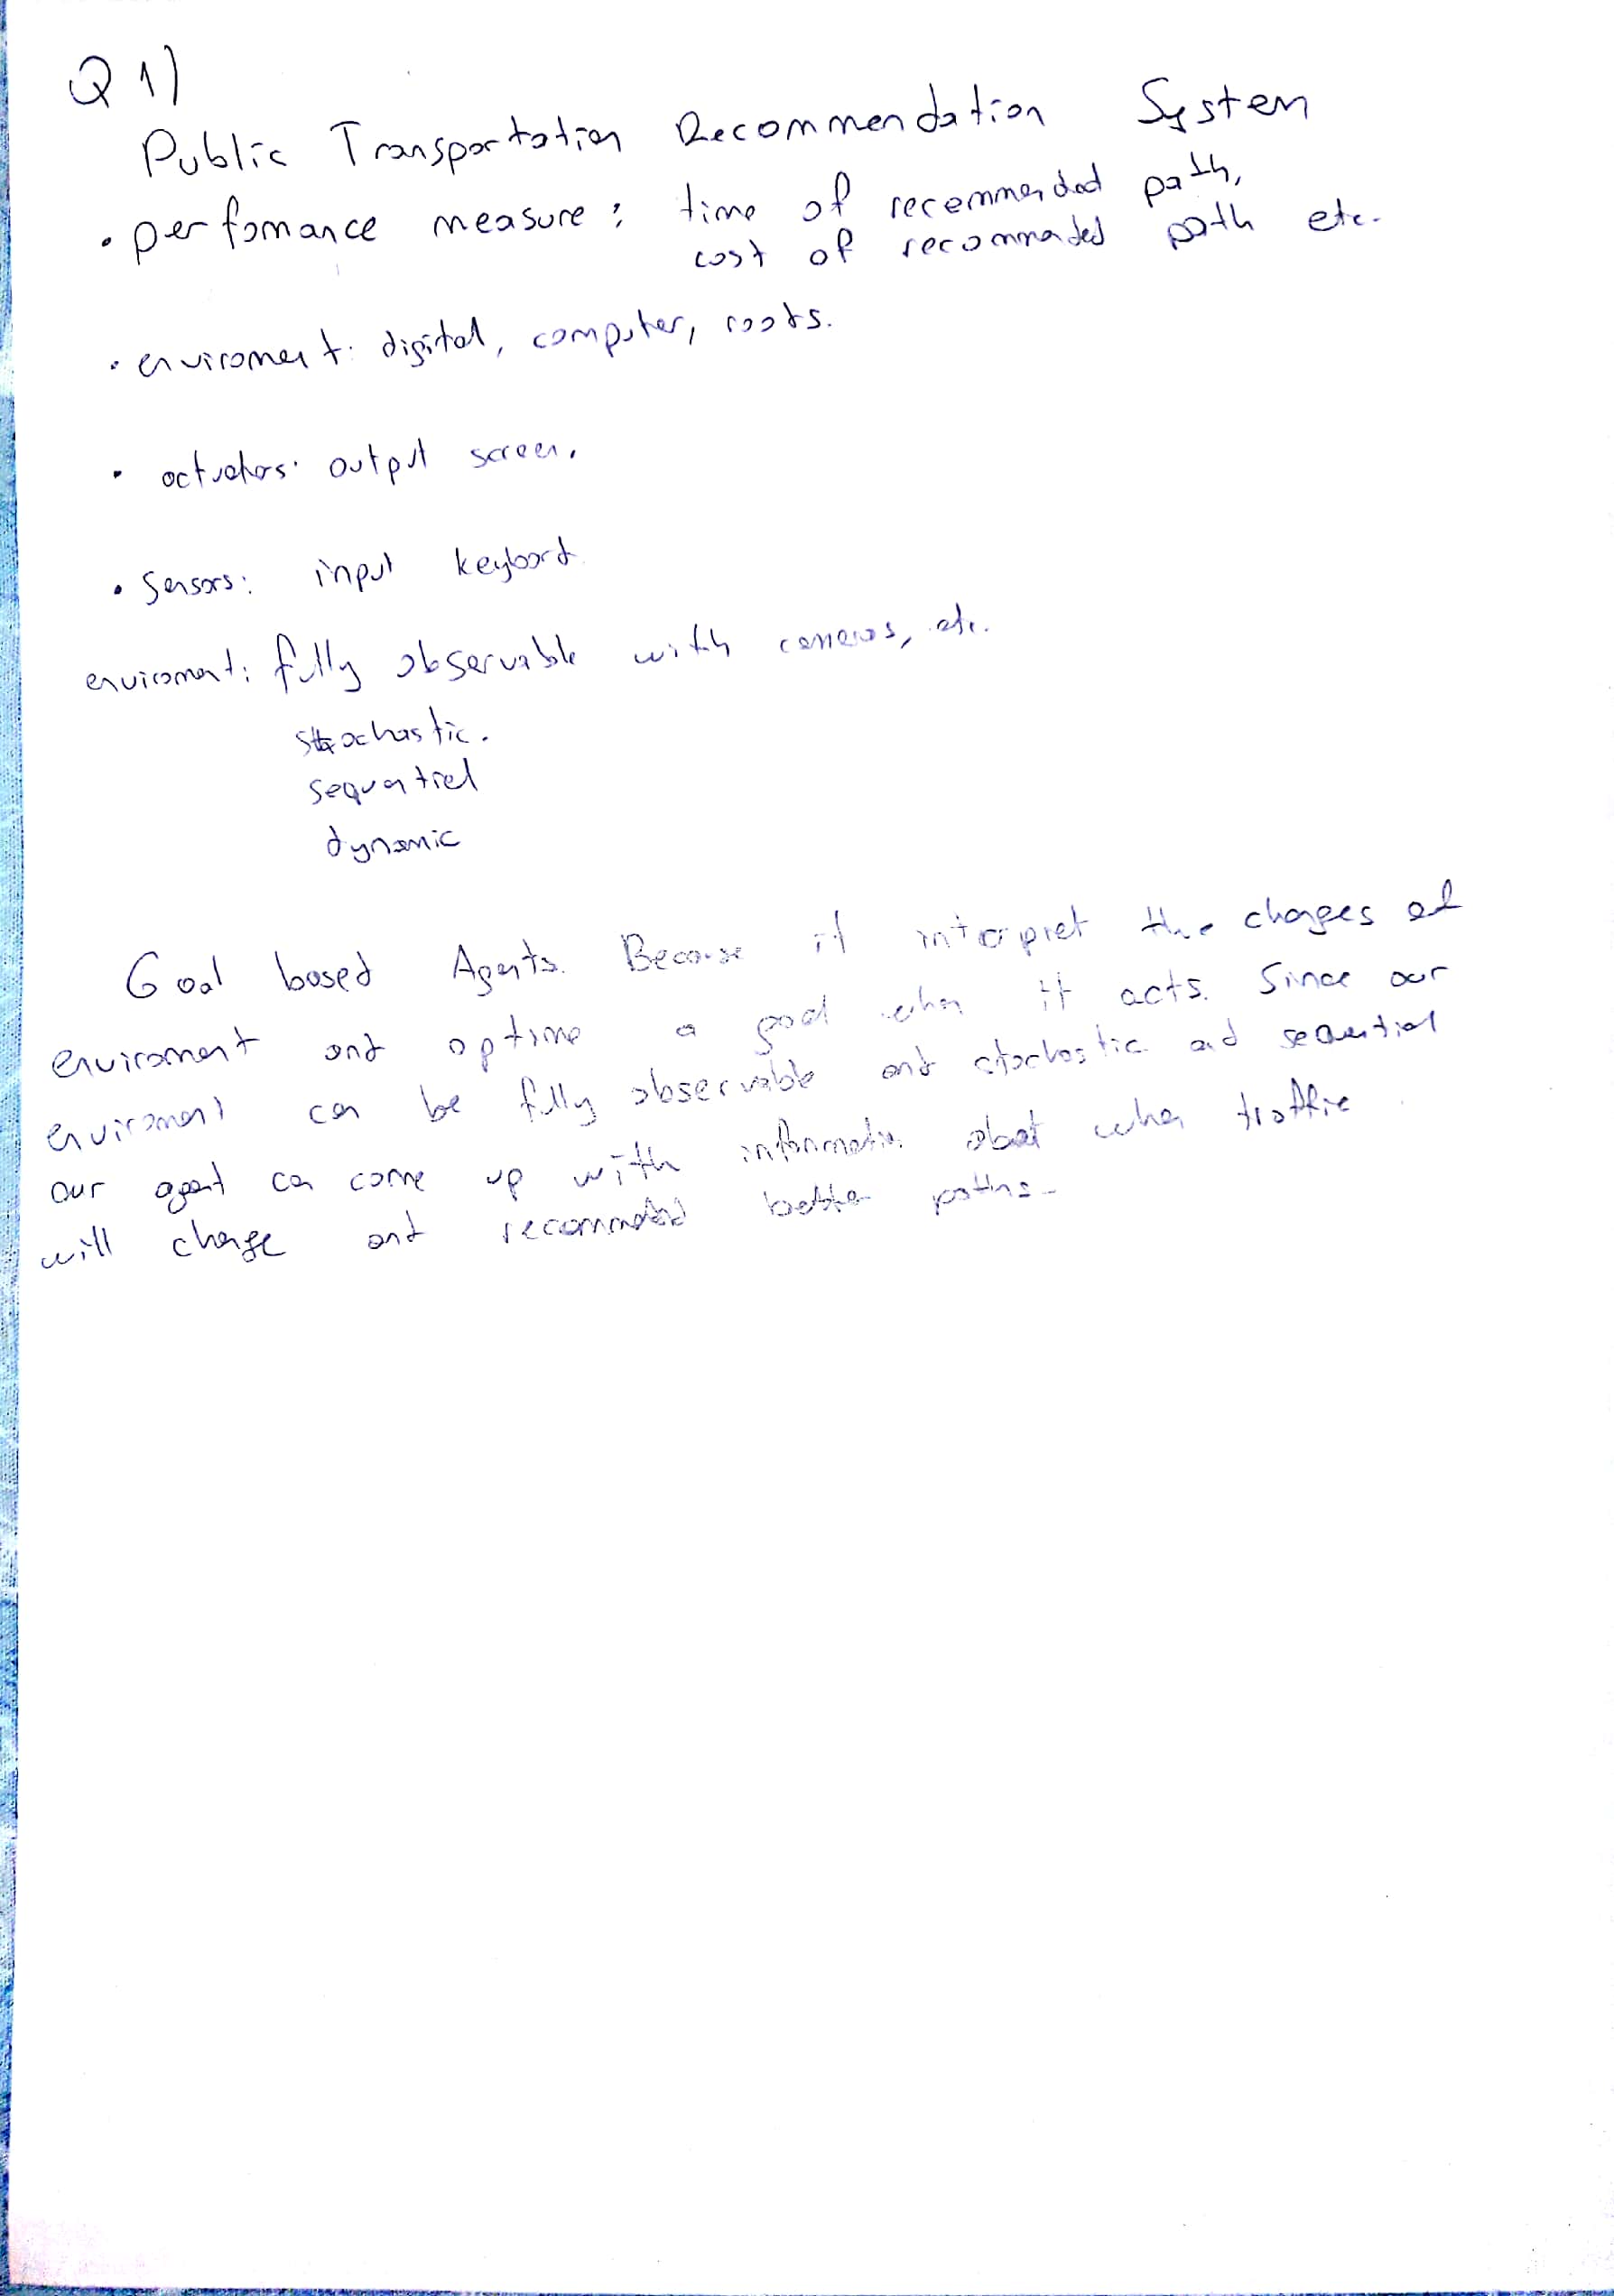 Q 1)
Public Transportation Recommendation System
• perfomance measure : time of recemmended path,
cost of recommended path etc.
• enviroment: digital, computer, roots.
• actuators: output screen.
• Sensors: input keybord
enviroment: fully observable with cameras, etc.
stochastic.
sequential
dynamic
Goal based Agents. Because it interpret the changes of
enviroment and optime a goal when it acts. Since our
enviroment can be fully observable and stochastic and sequential
our agent can come up with information about when traffic
will change and recommended better paths.